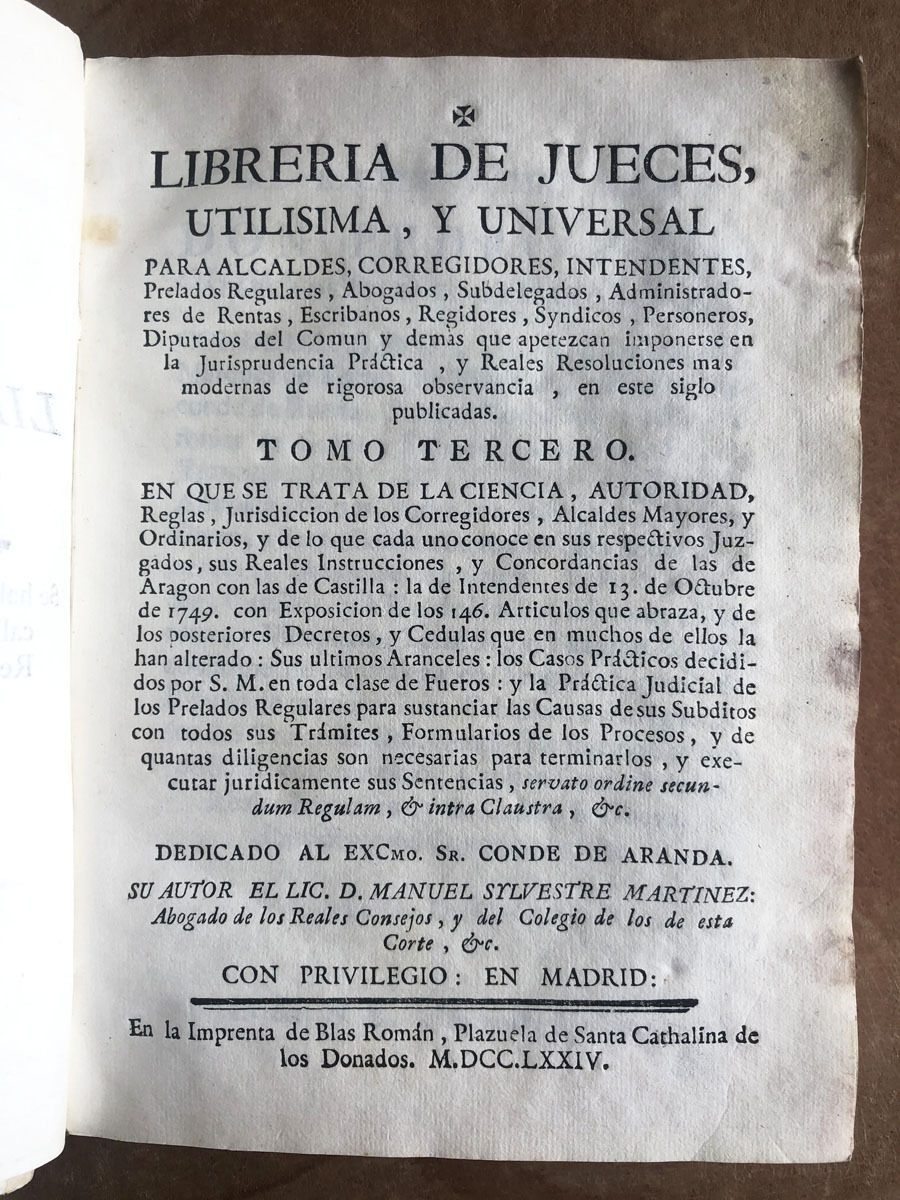 ✠
LIBRERIA DE JUECES,
UTILISIMA, Y UNIVERSAL
PARA ALCALDES, CORREGIDORES, INTENDENTES,
Prelados Regulares, Abogados, Subdelegados, Administrado-
res de Rentas, Escribanos, Regidores, Syndicos, Personeros,
Diputados del Comun y demàs que apetezcan imponerse en
la Jurisprudencia Práctica, y Reales Resoluciones mas
modernas de rigorosa observancia, en este siglo
publicadas.
TOMO TERCERO.
EN QUE SE TRATA DE LA CIENCIA, AUTORIDAD,
Reglas, Jurisdiccion de los Corregidores, Alcaldes Mayores, y
Ordinarios, y de lo que cada uno conoce en sus respectivos Juz-
gados, sus Reales Instrucciones, y Concordancias de las de
Aragon con las de Castilla: la de Intendentes de 13. de Octubre
de 1749. con Exposicion de los 146. Articulos que abraza, y de
los posteriores Decretos, y Cedulas que en muchos de ellos la
han alterado: Sus ultimos Aranceles: los Casos Prácticos decidi-
dos por S. M. en toda clase de Fueros: y la Práctica Judicial de
los Prelados Regulares para sustanciar las Causas de sus Subditos
con todos sus Trámites, Formularios de los Procesos, y de
quantas diligencias son necesarias para terminarlos, y exe-
cutar juridicamente sus Sentencias, servato ordine secun-
dum Regulam, & intra Claustra, &c.
DEDICADO AL EXCMO. SR. CONDE DE ARANDA.
SU AUTOR EL LIC. D. MANUEL SYLVESTRE MARTINEZ:
Abogado de los Reales Consejos, y del Colegio de los de esta
Corte, &c.
CON PRIVILEGIO: EN MADRID:
En la Imprenta de Blas Román, Plazuela de Santa Cathalina de
los Donados. M.DCC.LXXIV.